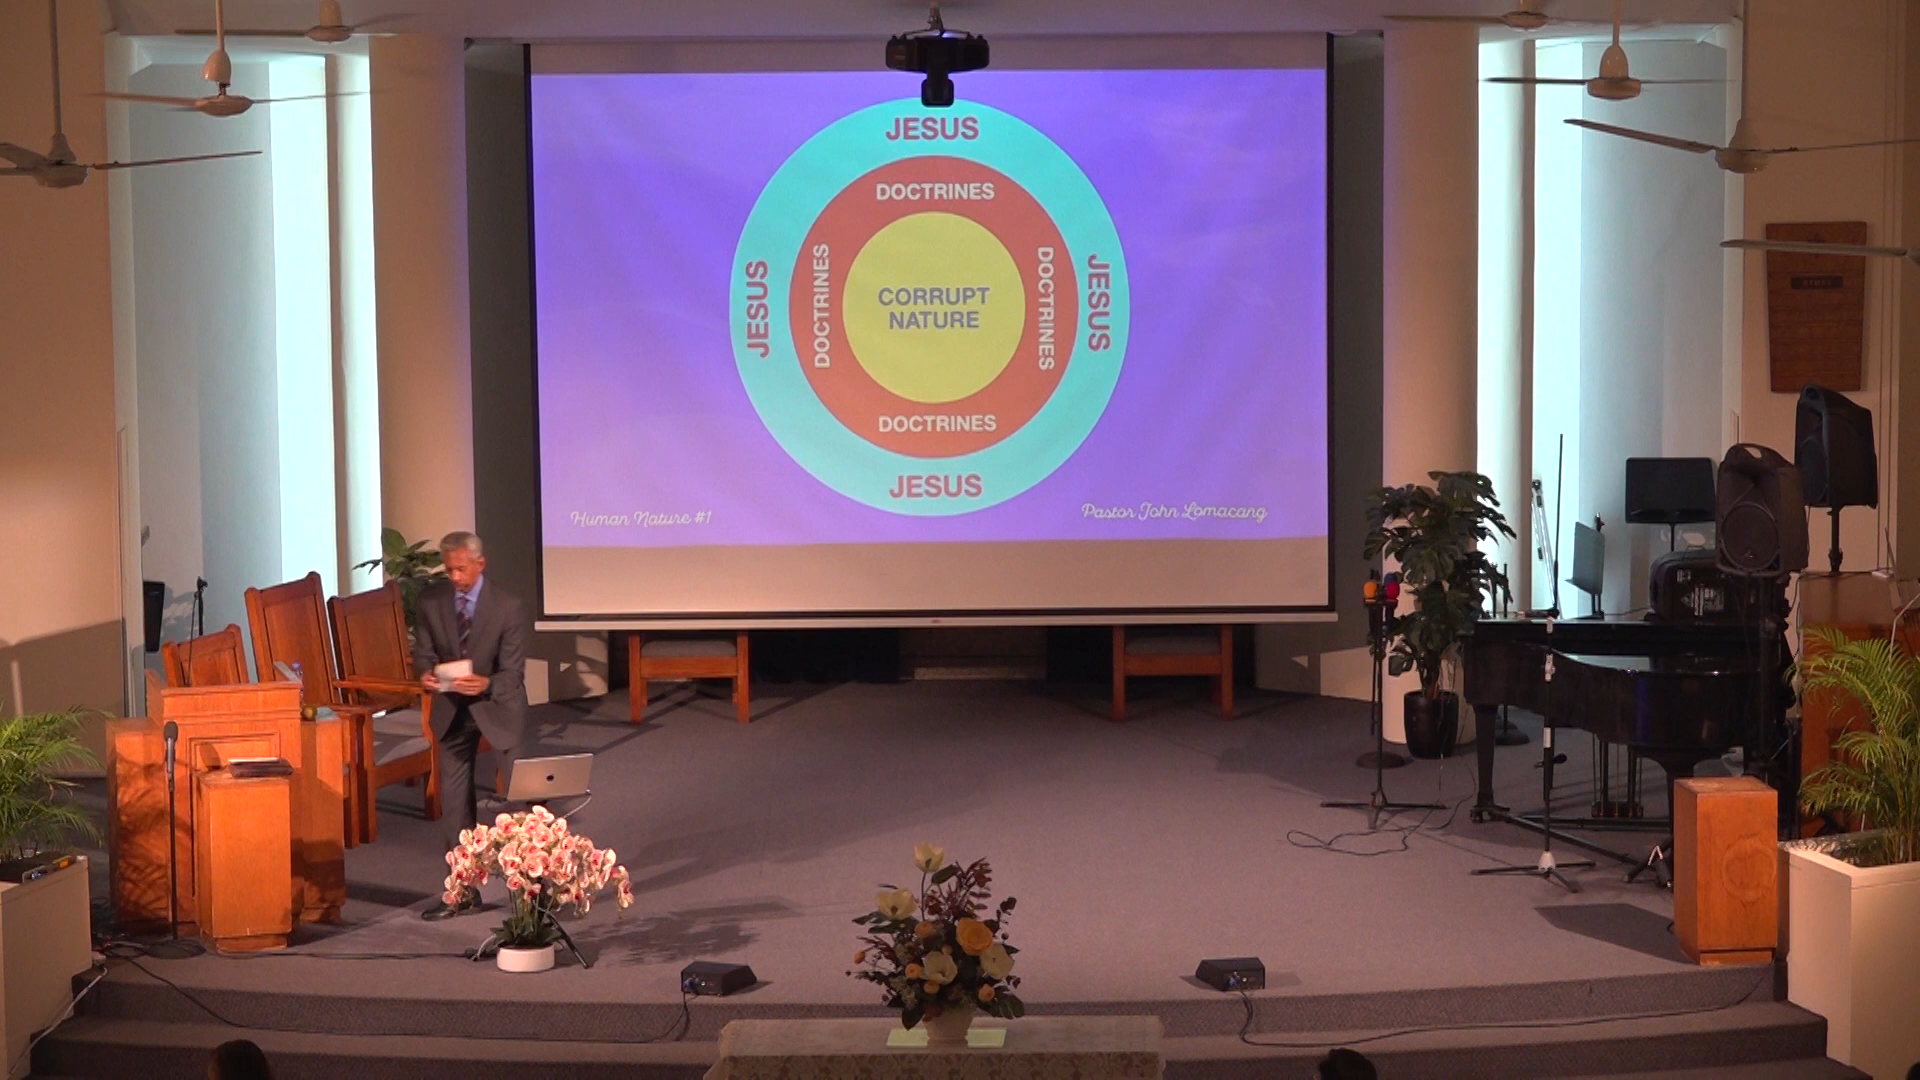 JESUS
DOCTRINES
JESUS
DOCTRINES
CORRUPT
NATURE
DOCTRINES
JESUS
DOCTRINES
JESUS
Human Nature #1
Pastor John Lomacang